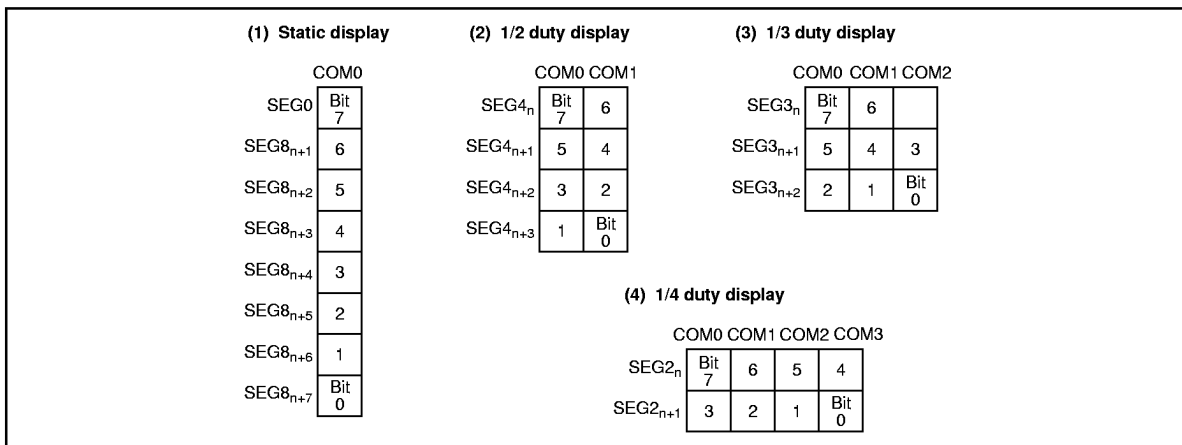 (1) Static display
COM0
SEG0 Bit 7
SEG8n+1 6
SEG8n+2 5
SEG8n+3 4
SEG8n+4 3
SEG8n+5 2
SEG8n+6 1
SEG8n+7 Bit 0
(2) 1/2 duty display
COM0 COM1
SEG4n Bit 7 6
SEG4n+1 5 4
SEG4n+2 3 2
SEG4n+3 1 Bit 0
(3) 1/3 duty display
COM0 COM1 COM2
SEG3n Bit 7 6
SEG3n+1 5 4 3
SEG3n+2 2 1 Bit 0
(4) 1/4 duty display
COM0 COM1 COM2 COM3
SEG2n Bit 7 6 5 4
SEG2n+1 3 2 1 Bit 0